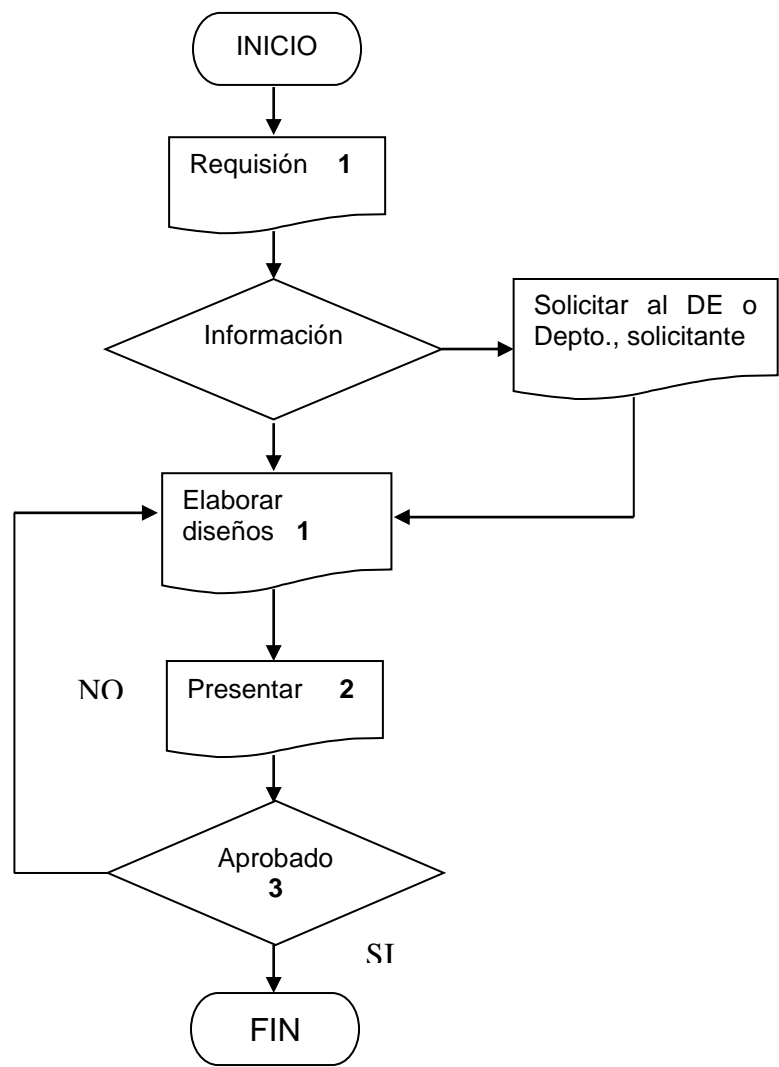 INICIO
Requisión 1
Información
Solicitar al DE o
Depto., solicitante
Elaborar
diseños 1
NO
Presentar 2
Aprobado
3
SI
FIN